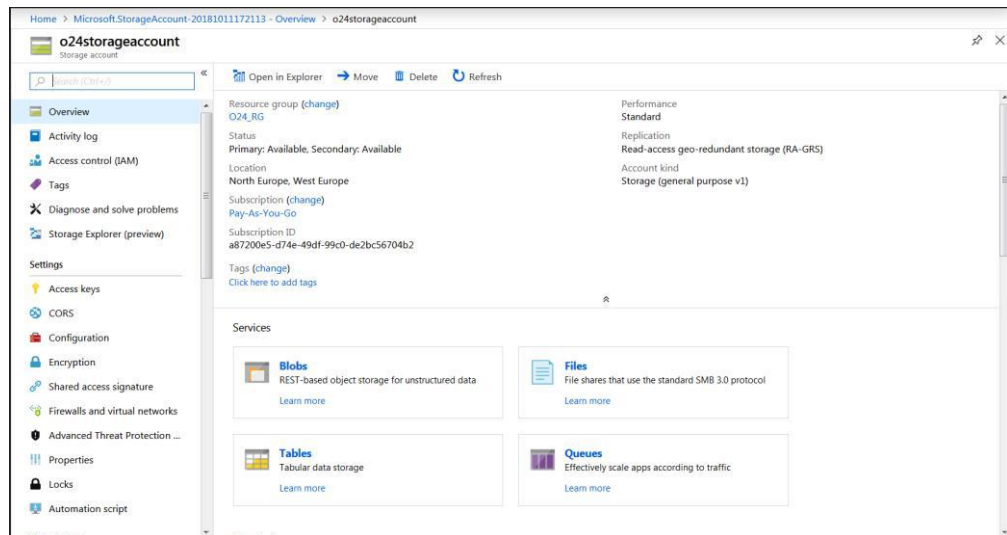 Home > Microsoft.StorageAccount-20181011172113 - Overview > o24storageaccount
o24storageaccount
Storage account
Search (Ctrl+/)
Overview
Activity log
Access control (IAM)
Tags
Diagnose and solve problems
Storage Explorer (preview)
Settings
Access keys
CORS
Configuration
Encryption
Shared access signature
Firewalls and virtual networks
Advanced Threat Protection ...
Properties
Locks
Automation script
Open in Explorer Move Delete Refresh
Resource group (change)
O24_RG
Status
Primary: Available, Secondary: Available
Location
North Europe, West Europe
Subscription (change)
Pay-As-You-Go
Subscription ID
a87200e5-d74e-49df-99c0-de2bc56704b2
Tags (change)
Click here to add tags
Performance
Standard
Replication
Read-access geo-redundant storage (RA-GRS)
Account kind
Storage (general purpose v1)
Services
Blobs
REST-based object storage for unstructured data
Learn more
Files
File shares that use the standard SMB 3.0 protocol
Learn more
Tables
Tabular data storage
Learn more
Queues
Effectively scale apps according to traffic
Learn more